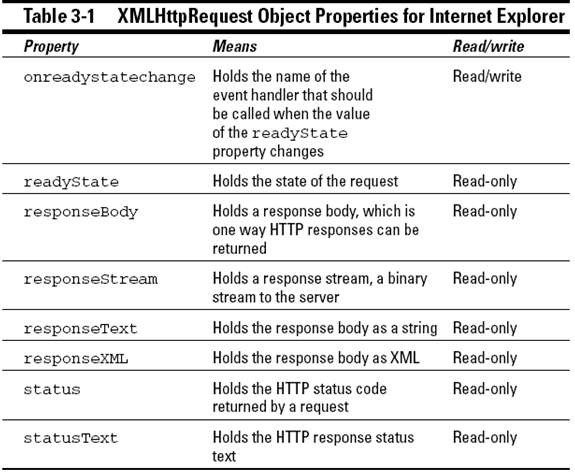 Table 3-1 XMLHttpRequest Object Properties for Internet Explorer
Property Means Read/write
onreadystatechange Holds the name of the Read/write
event handler that should
be called when the value
of the readyState
property changes
readyState Holds the state of the request Read-only
responseBody Holds a response body, which is Read-only
one way HTTP responses can be
returned
responseStream Holds a response stream, a binary Read-only
stream to the server
responseText Holds the response body as a string Read-only
responseXML Holds the response body as XML Read-only
status Holds the HTTP status code Read-only
returned by a request
statusText Holds the HTTP response status Read-only
text